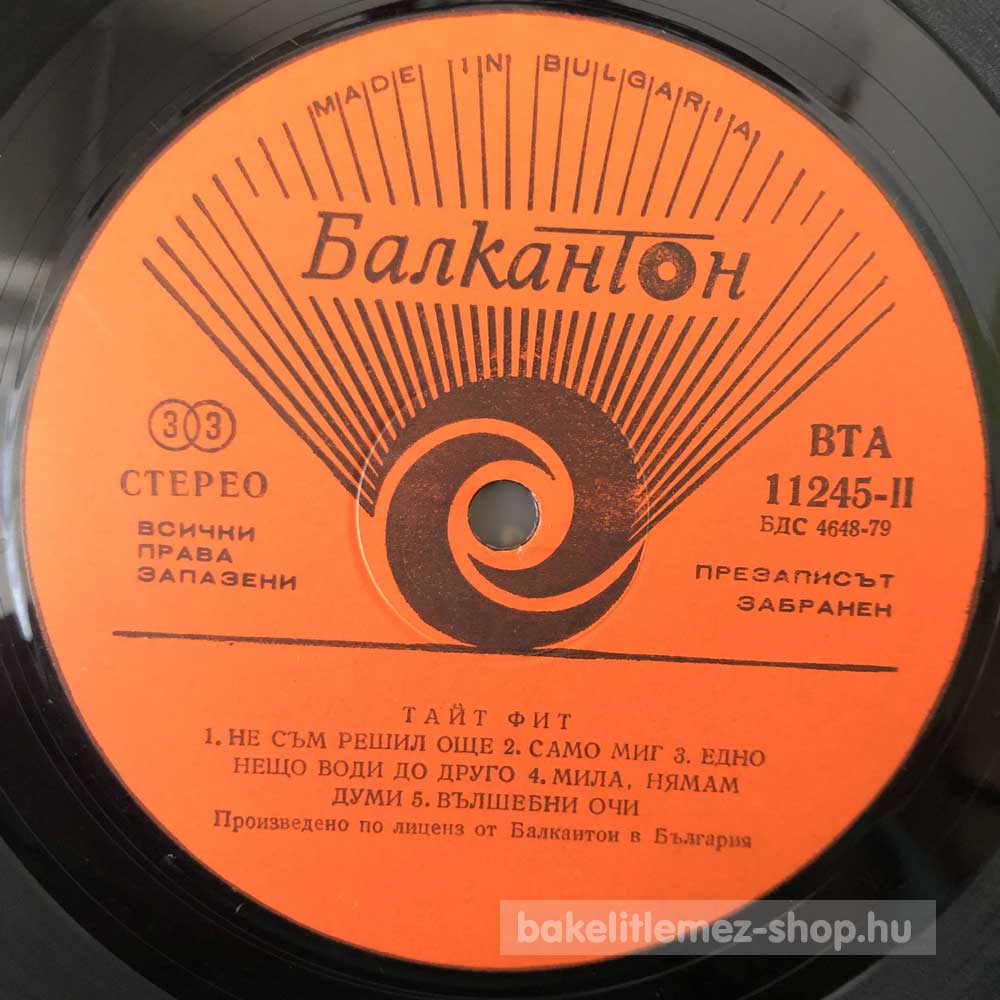 MADE IN BULGARIA
Балкантон
33
СТЕРЕО
ВСИЧКИ
ПРАВА
ЗАПАЗЕНИ
ВТА
11245-II
БДС 4648-79
ПРЕЗАПИСЪТ
ЗАБРАНЕН
ТАЙТ ФИТ
1. НЕ СЪМ РЕШИЛ ОЩЕ 2. САМО МИГ 3. ЕДНО
НЕЩО ВОДИ ДО ДРУГО 4. МИЛА, НЯМАМ
ДУМИ 5. ВЪЛШЕБНИ ОЧИ
Произведено по лиценз от Балкантон в България
bakelitlemez-shop.hu